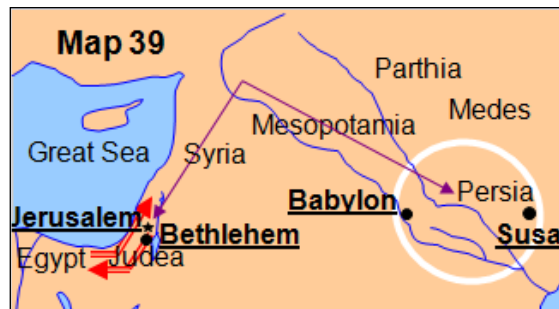 Map 39
Parthia
Medes
Mesopotamia
Great Sea
Syria
Persia
Babylon
Jerusalem
Susa
Bethlehem
Egypt
Judea